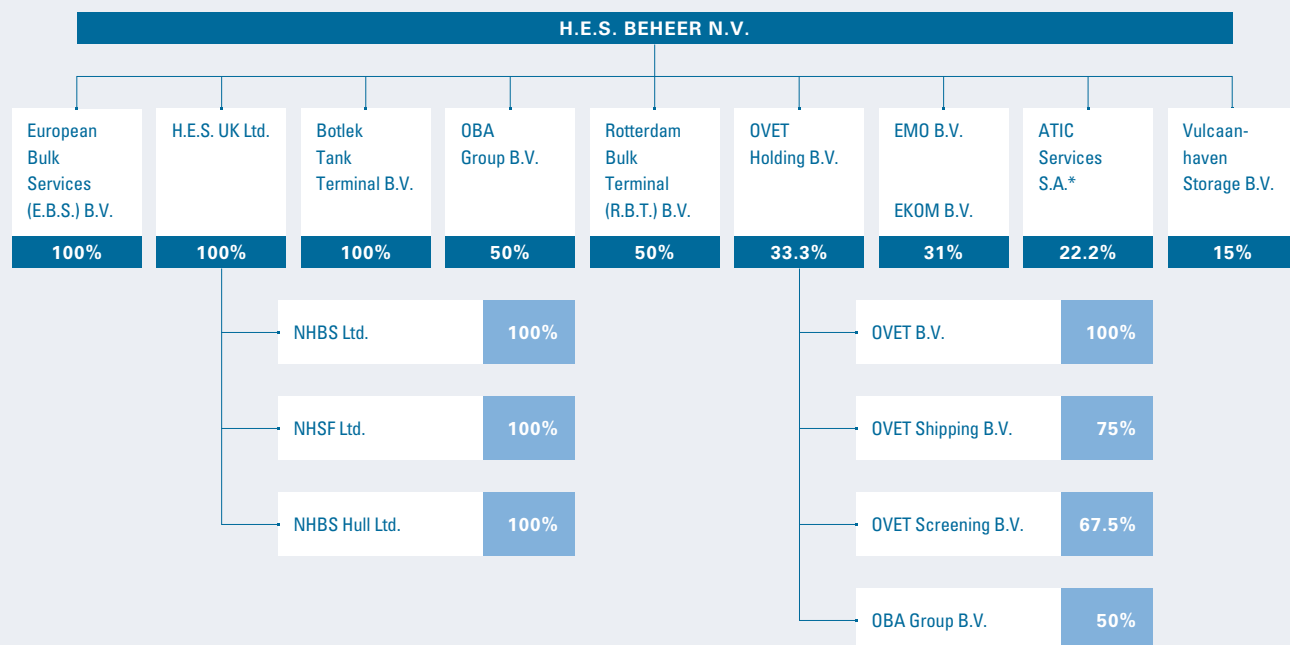 H.E.S. BEHEER N.V.
European
Bulk
Services
(E.B.S.) B.V.
100%
H.E.S. UK Ltd.
100%
Botlek
Tank
Terminal B.V.
100%
OBA
Group B.V.
50%
Rotterdam
Bulk
Terminal
(R.B.T.) B.V.
50%
OVET
Holding B.V.
33.3%
EMO B.V.
EKOM B.V.
31%
ATIC
Services
S.A.*
22.2%
Vulcaan-
haven
Storage B.V.
15%
NHBS Ltd.
100%
NHSF Ltd.
100%
NHBS Hull Ltd.
100%
OVET B.V.
100%
OVET Shipping B.V.
75%
OVET Screening B.V.
67.5%
OBA Group B.V.
50%